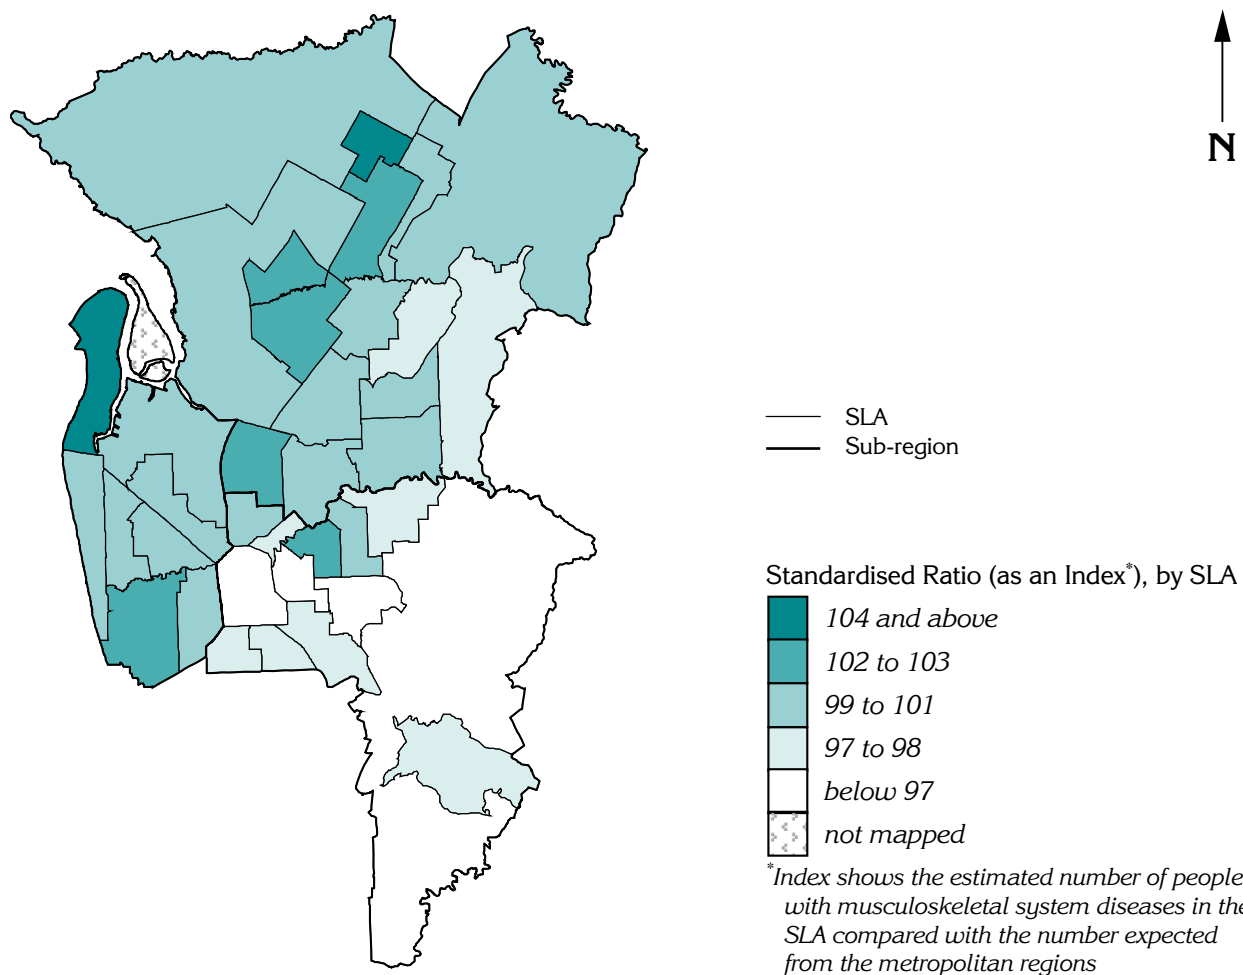 N
SLA
Sub-region
Standardised Ratio (as an Index*), by SLA
104 and above
102 to 103
99 to 101
97 to 98
below 97
not mapped
*Index shows the estimated number of people
with musculoskeletal system diseases in the
SLA compared with the number expected
from the metropolitan regions